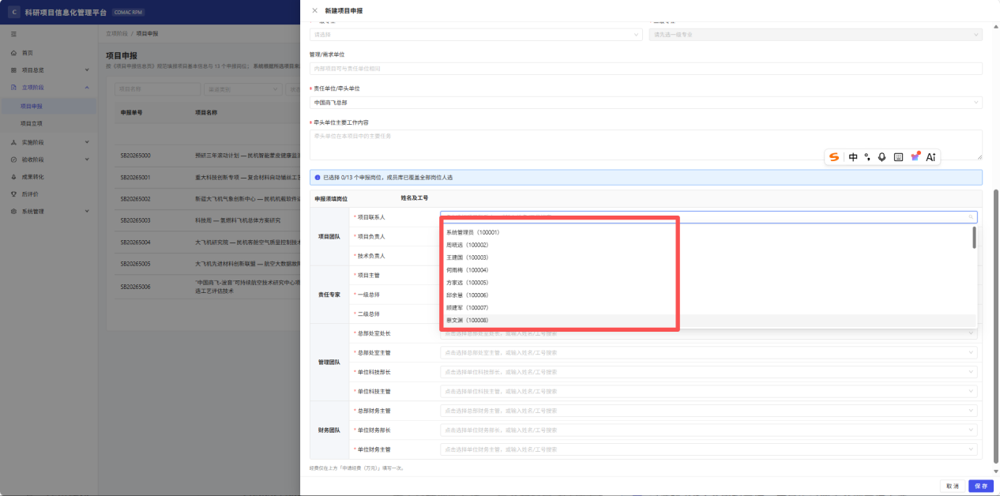 C 科研项目信息化管理平台 COMAC RPM
首页
项目总览
立项阶段
项目申报
项目立项
实施阶段
验收阶段
成果转化
后评价
系统管理
立项阶段 / 项目申报
项目申报
按《项目申报信息表》规范填报项目基本信息与 13 个申报岗位；系统根据所选项目来
项目名称
申报单号 项目名称
SB20265000 预研三年滚动计划 — 民机智能蒙皮健康监
SB20265001 重大科技创新专项 — 复合材料自动铺丝工艺
SB20265002 新疆大飞机气象创新中心 — 民机机载软件适
SB20265003 科技周 — 氢燃料飞机总体方案研究
SB20265004 大飞机研究院 — 民机客舱空气质量控制技术
SB20265005 大飞机先进材料创新联盟 — 航空大数据故障
SB20265006 "中国商飞-波音"可持续航空技术研究中心项
造工艺评估技术
新建项目申报
请选择 请先选一级专业
管理/需求单位
内部项目可与责任单位相同
* 责任单位/牵头单位
中国商飞总部
* 牵头单位主要工作内容
牵头单位在本项目中的主要任务
中 Ai
已选择 0/13 个申报岗位，成员库已覆盖全部岗位人选
申报须填岗位 姓名及工号
项目团队
* 项目联系人
* 项目负责人
* 技术负责人
系统管理员（100001）
周晓远（100002）
王建国（100003）
何雨梅（100004）
方家远（100005）
邱余慧（100006）
顾建军（100007）
蔡文渊（100008）
责任专家
* 项目主管
* 一级总师
* 二级总师
管理团队
* 总部处室处长 点击选择总部处室处长，或输入姓名/工号搜索
* 总部处室主管 点击选择总部处室主管，或输入姓名/工号搜索
* 单位科技部长 点击选择单位科技部长，或输入姓名/工号搜索
* 单位科技主管 点击选择单位科技主管，或输入姓名/工号搜索
财务团队
* 总部财务主管 点击选择总部财务主管，或输入姓名/工号搜索
* 单位财务部长 点击选择单位财务部长，或输入姓名/工号搜索
* 单位财务主管 点击选择单位财务主管，或输入姓名/工号搜索
经费仅在上方「申请经费（万元）」填写一次。
取 消 保 存